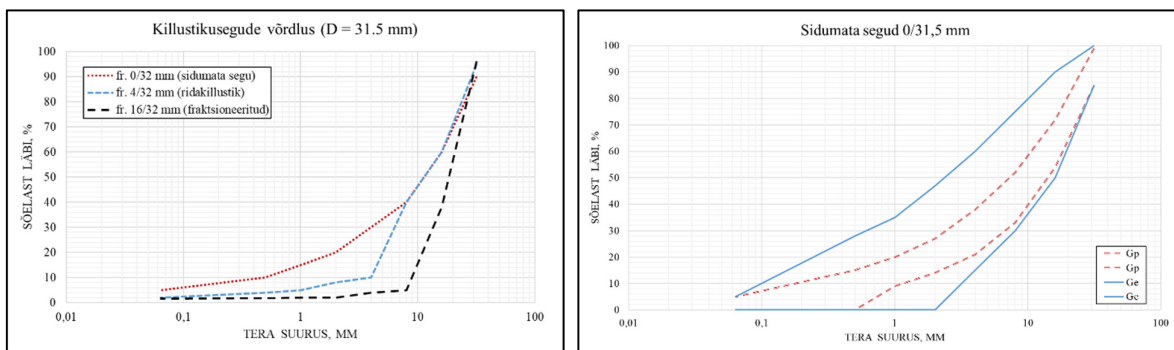 Killustikusegude võrdlus (D = 31.5 mm)
fr. 0/32 mm (sidumata segu)
fr. 4/32 mm (ridakillustik)
fr. 16/32 mm (fraktsioneeritud)
SÕELAST LÄBI, %
100
90
80
70
60
50
40
30
20
10
0
0,01
0,1
1
10
100
TERA SUURUS, MM
Sidumata segud 0/31,5 mm
SÕELAST LÄBI, %
100
90
80
70
60
50
40
30
20
10
0
Gp
Gp
Ge
Ge
0,01
0,1
1
10
100
TERA SUURUS, MM